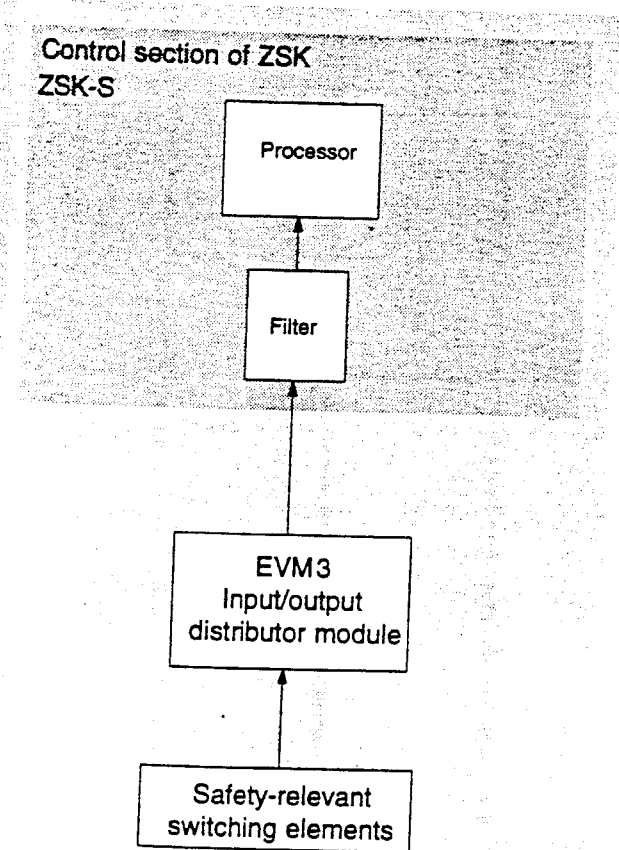 Control section of ZSK
ZSK-S
Processor
Filter
EVM3
Input/output
distributor module
Safety-relevant
switching elements